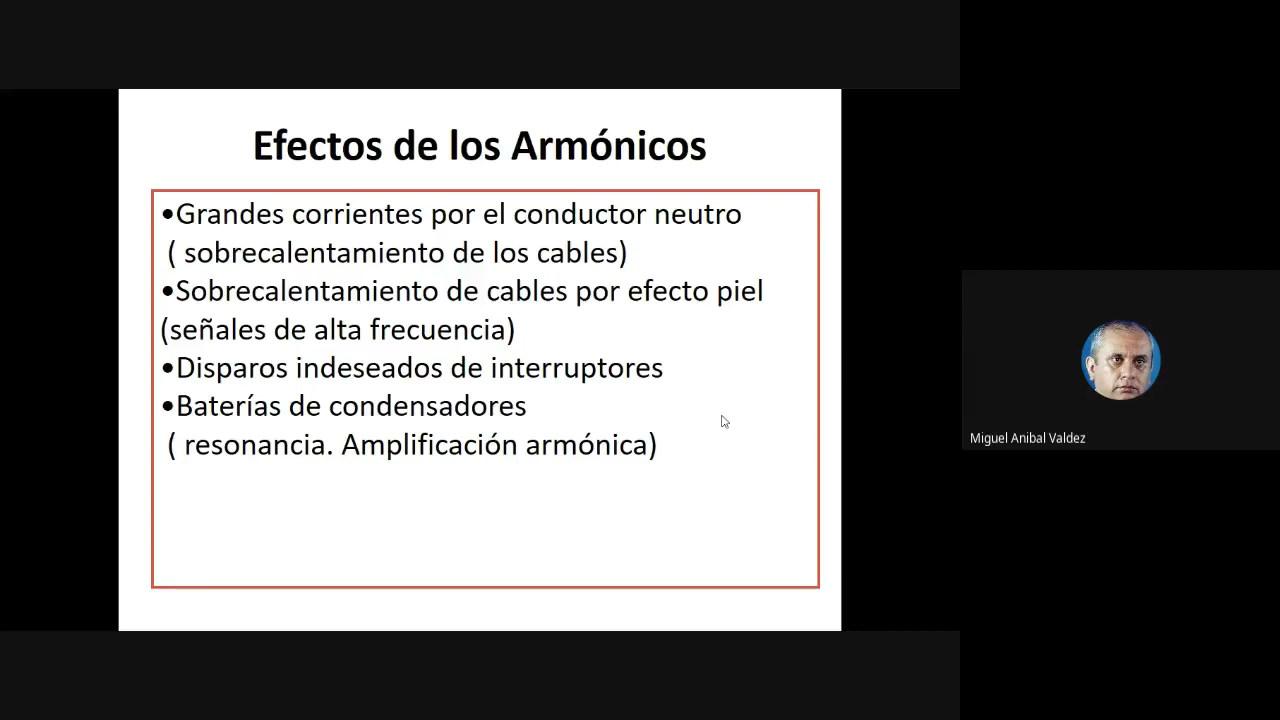 Efectos de los Armónicos
•Grandes corrientes por el conductor neutro
( sobrecalentamiento de los cables)
•Sobrecalentamiento de cables por efecto piel
(señales de alta frecuencia)
•Disparos indeseados de interruptores
•Baterías de condensadores
( resonancia. Amplificación armónica)
Miguel Anibal Valdez